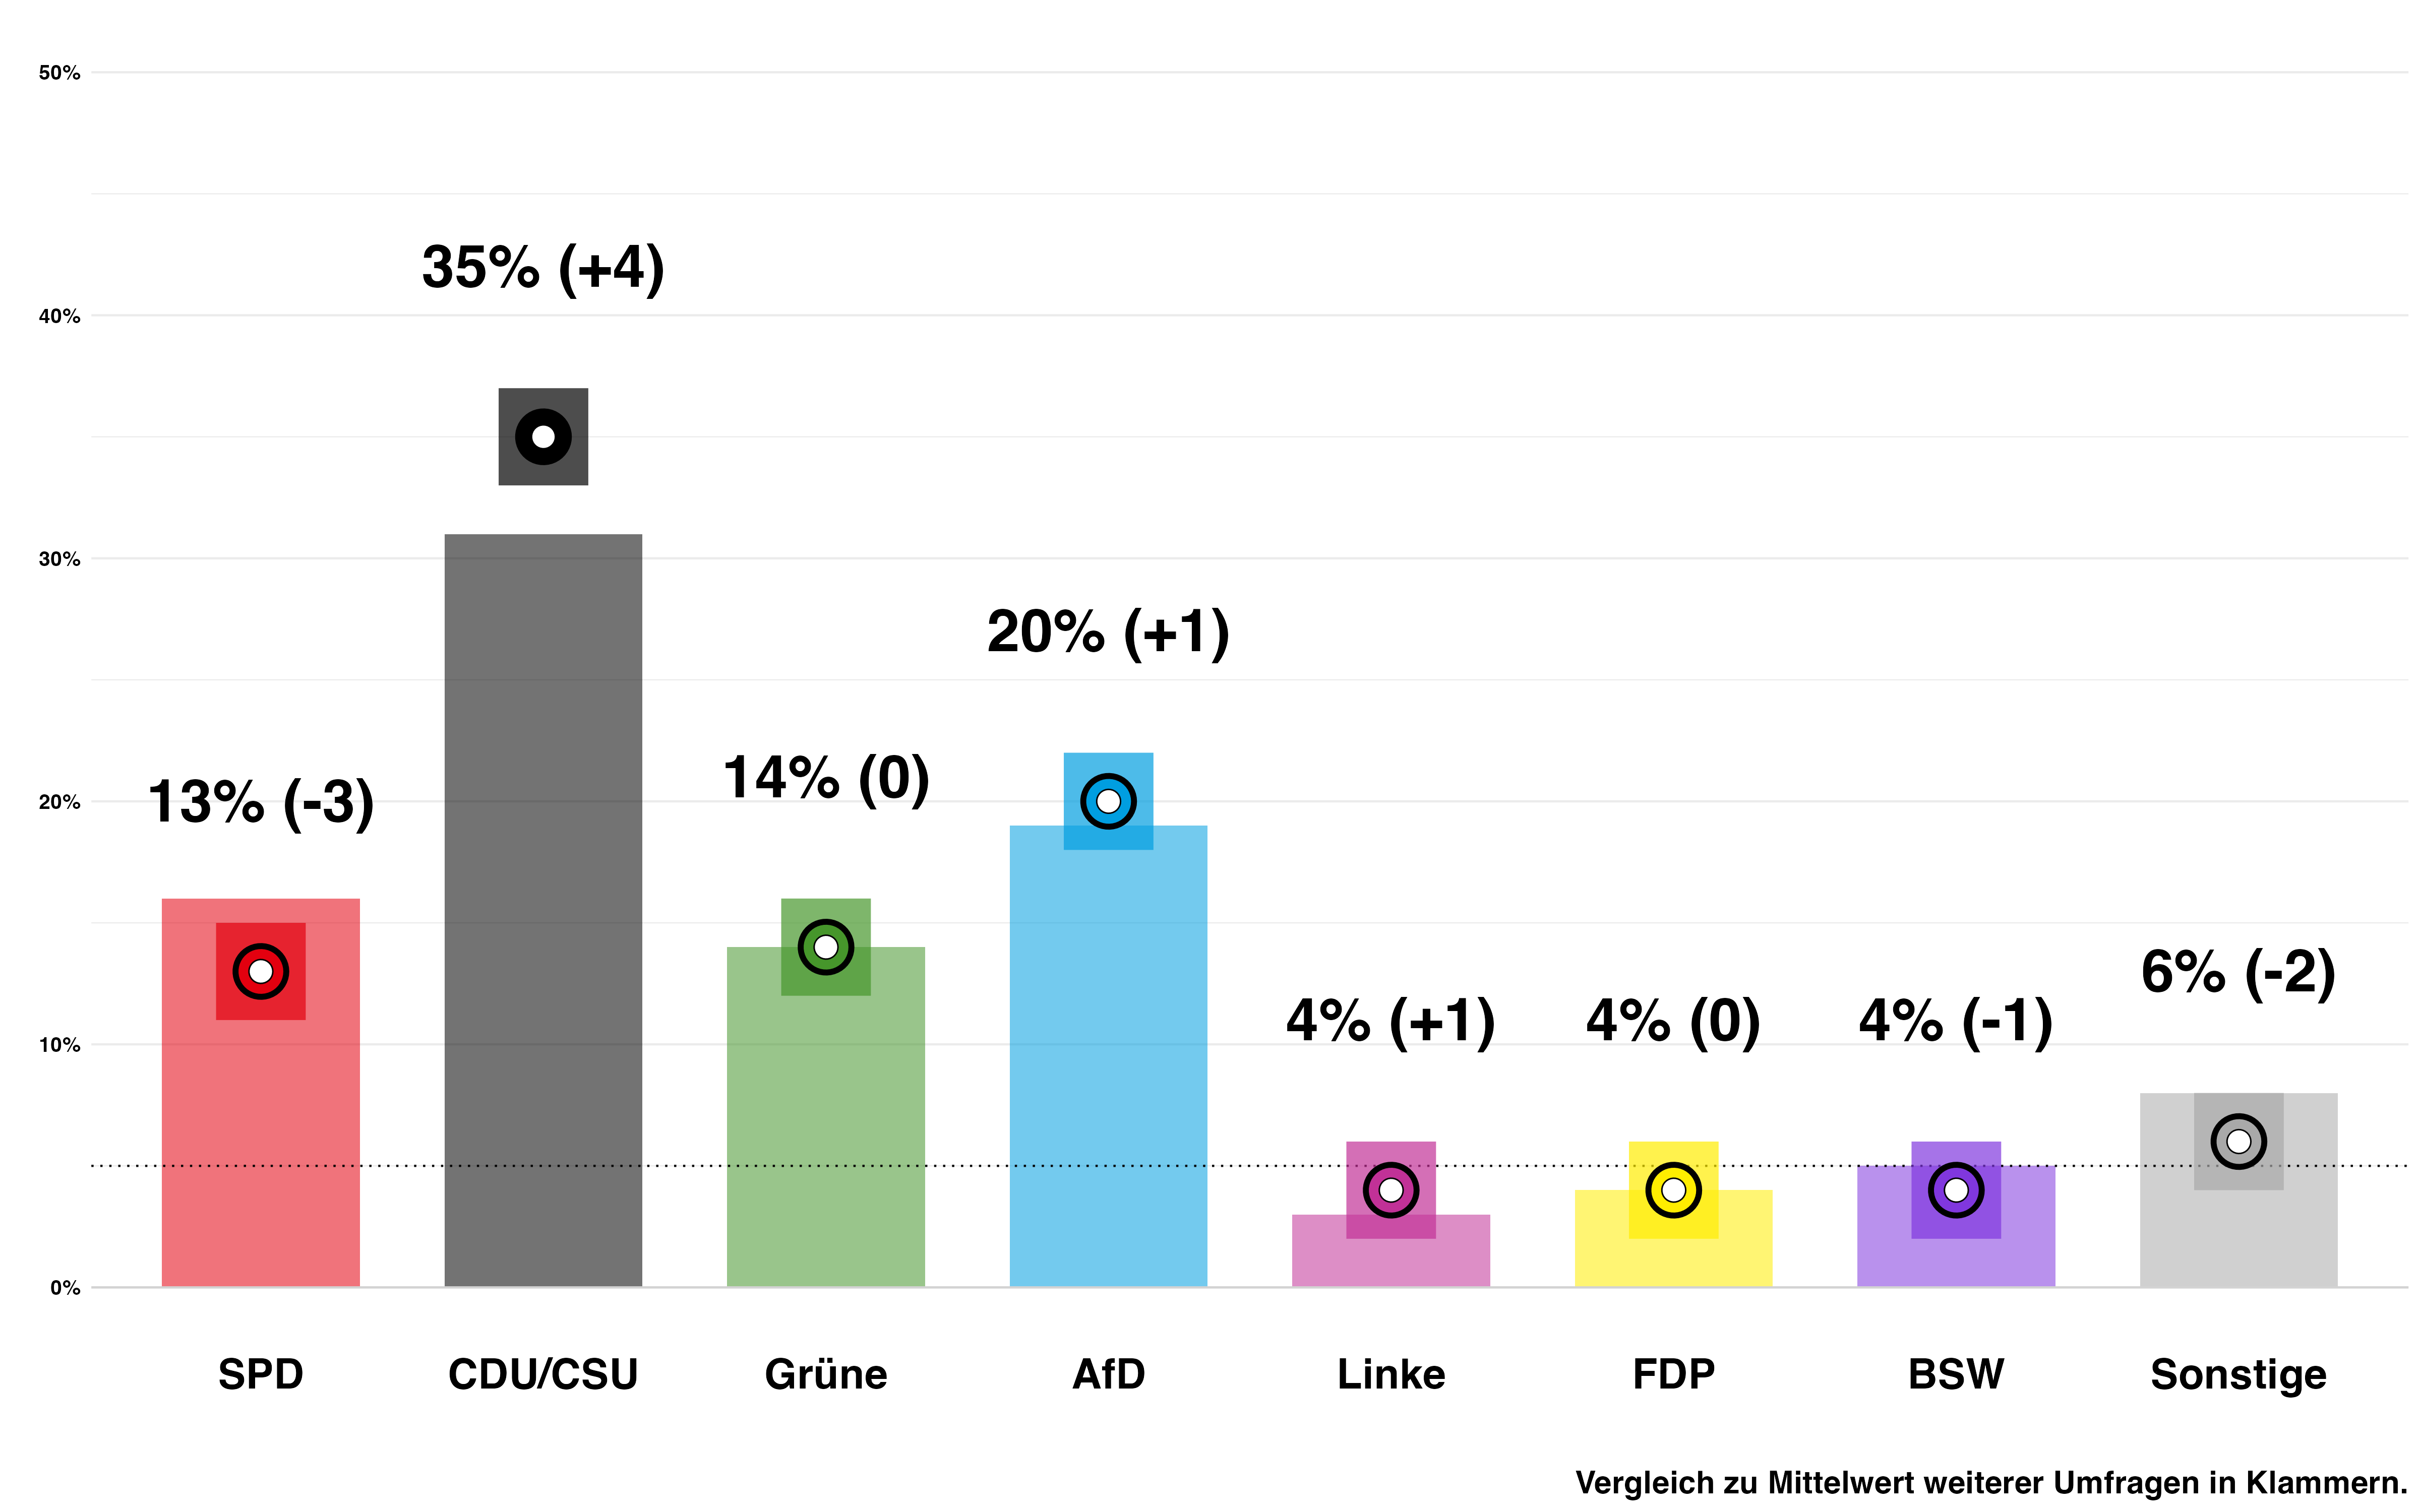 50%
40%
30%
20%
10%
0%
13% (-3)
35% (+4)
14% (0)
20% (+1)
4% (+1)
4% (0)
4% (-1)
6% (-2)
SPD
CDU/CSU
Grüne
AfD
Linke
FDP
BSW
Sonstige
Vergleich zu Mittelwert weiterer Umfragen in Klammern.